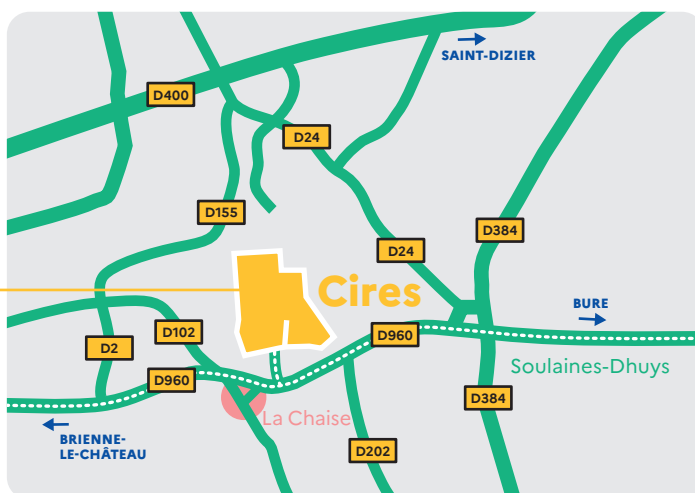 SAINT-DIZIER
D400
D24
D155
D384
D24
Cires
BURE
D102
D960
D2
Soulaines-Dhuys
D960
D384
La Chaise
BRIENNE-
LE-CHÂTEAU
D202